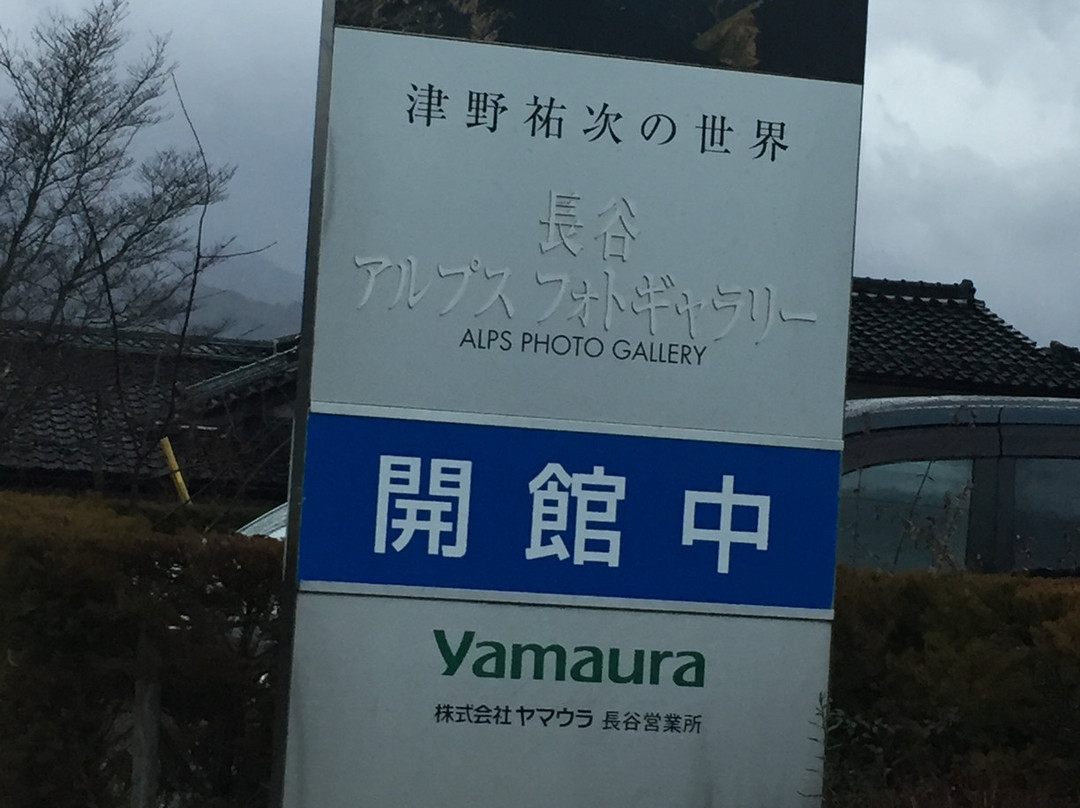 津野祐次の世界
長谷
アルプス フォトギャラリー
ALPS PHOTO GALLERY
開館中
yamaura
株式会社ヤマウラ 長谷営業所